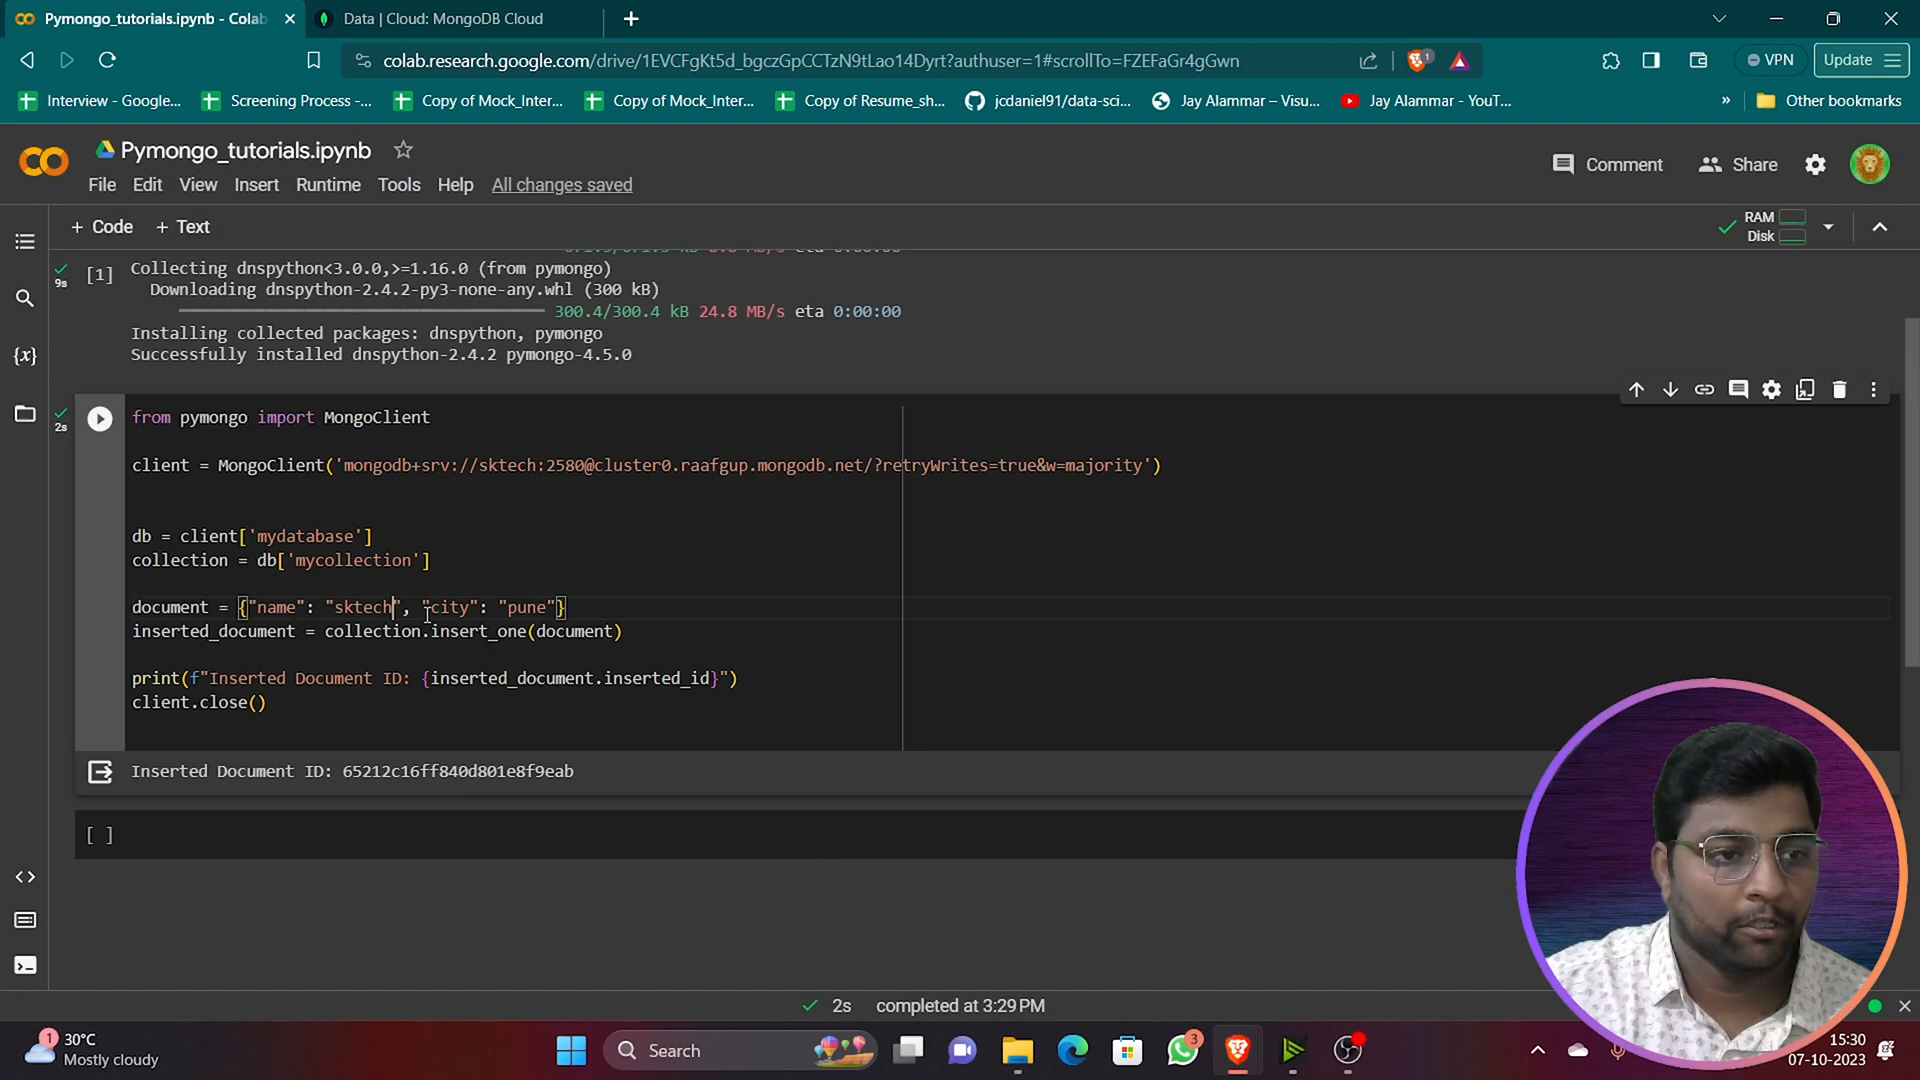 Pymongo_tutorials.ipynb - Colab
Data | Cloud: MongoDB Cloud
colab.research.google.com/drive/1EVCFgKt5d_bgczGpCCTzN9tLao14Dyrt?authuser=1#scrollTo=FZEFaGr4gGwn
1
VPN
Update
Interview - Google...
Screening Process -...
Copy of Mock_Inter...
Copy of Mock_Inter...
Copy of Resume_sh...
jcdaniel91/data-sci...
Jay Alammar – Visu...
Jay Alammar - YouT...
»
Other bookmarks
Pymongo_tutorials.ipynb
Comment
Share
File Edit View Insert Runtime Tools Help All changes saved
+ Code + Text
RAM
Disk
9s
[1]
Collecting dnspython<3.0.0,>=1.16.0 (from pymongo)
Downloading dnspython-2.4.2-py3-none-any.whl (300 kB)
300.4/300.4 kB 24.8 MB/s eta 0:00:00
Installing collected packages: dnspython, pymongo
Successfully installed dnspython-2.4.2 pymongo-4.5.0
{x}
2s
from pymongo import MongoClient
client = MongoClient('mongodb+srv://sktech:2580@cluster0.raafgup.mongodb.net/?retryWrites=true&w=majority')
db = client['mydatabase']
collection = db['mycollection']
document = {"name": "sktech", "city": "pune"}
inserted_document = collection.insert_one(document)
print(f"Inserted Document ID: {inserted_document.inserted_id}")
client.close()
Inserted Document ID: 65212c16ff840d801e8f9eab
[ ]
2s completed at 3:29 PM
1
30°C
Mostly cloudy
Search
3
15:30
07-10-2023